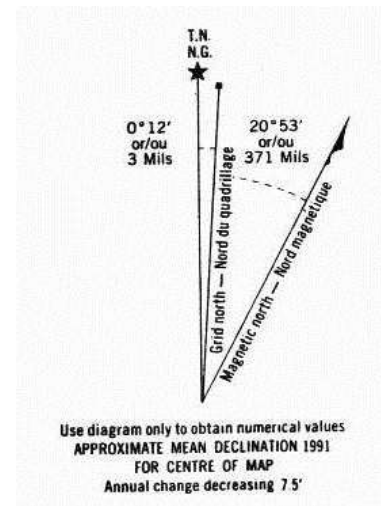 T.N.
N.G.
0°12'
or/ou
3 Mils
20°53'
or/ou
371 Mils
Grid north — Nord du quadrillage
Magnetic north — Nord magnetique
Use diagram only to obtain numerical values
APPROXIMATE MEAN DECLINATION 1991
FOR CENTRE OF MAP
Annual change decreasing 7.5'